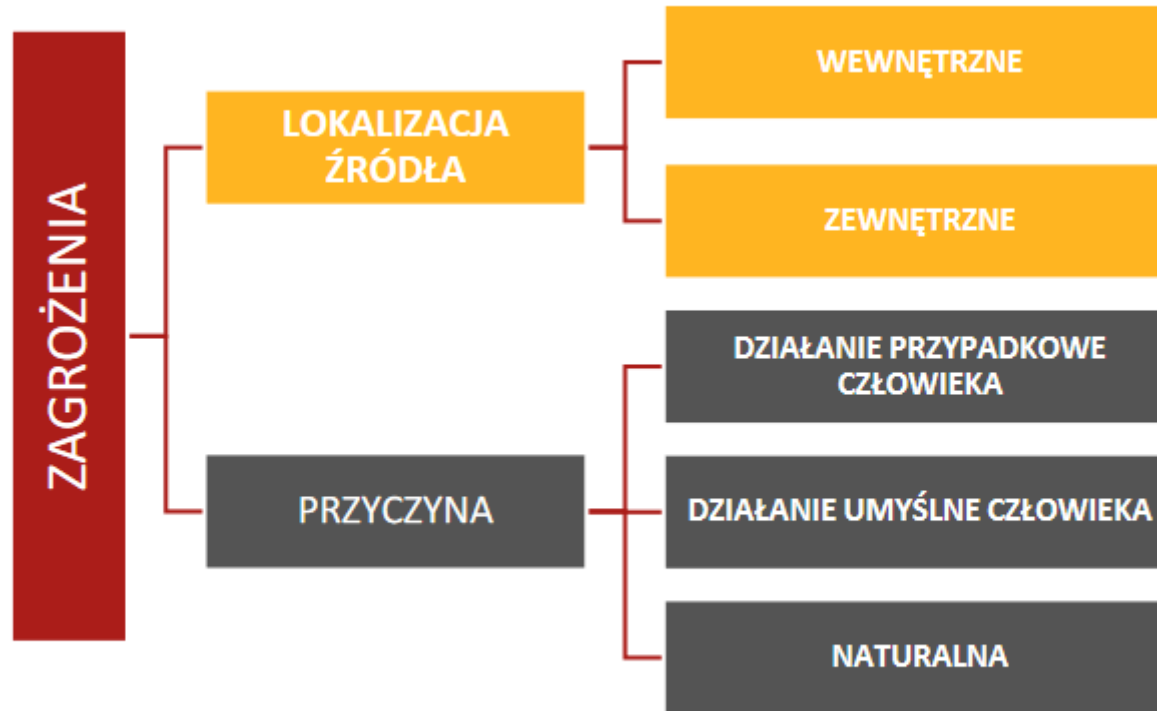 ZAGROŻENIA
LOKALIZACJA
ŹRÓDŁA
WEWNĘTRZNE
ZEWNĘTRZNE
PRZYCZYNA
DZIAŁANIE PRZYPADKOWE
CZŁOWIEKA
DZIAŁANIE UMYŚLNE CZŁOWIEKA
NATURALNA